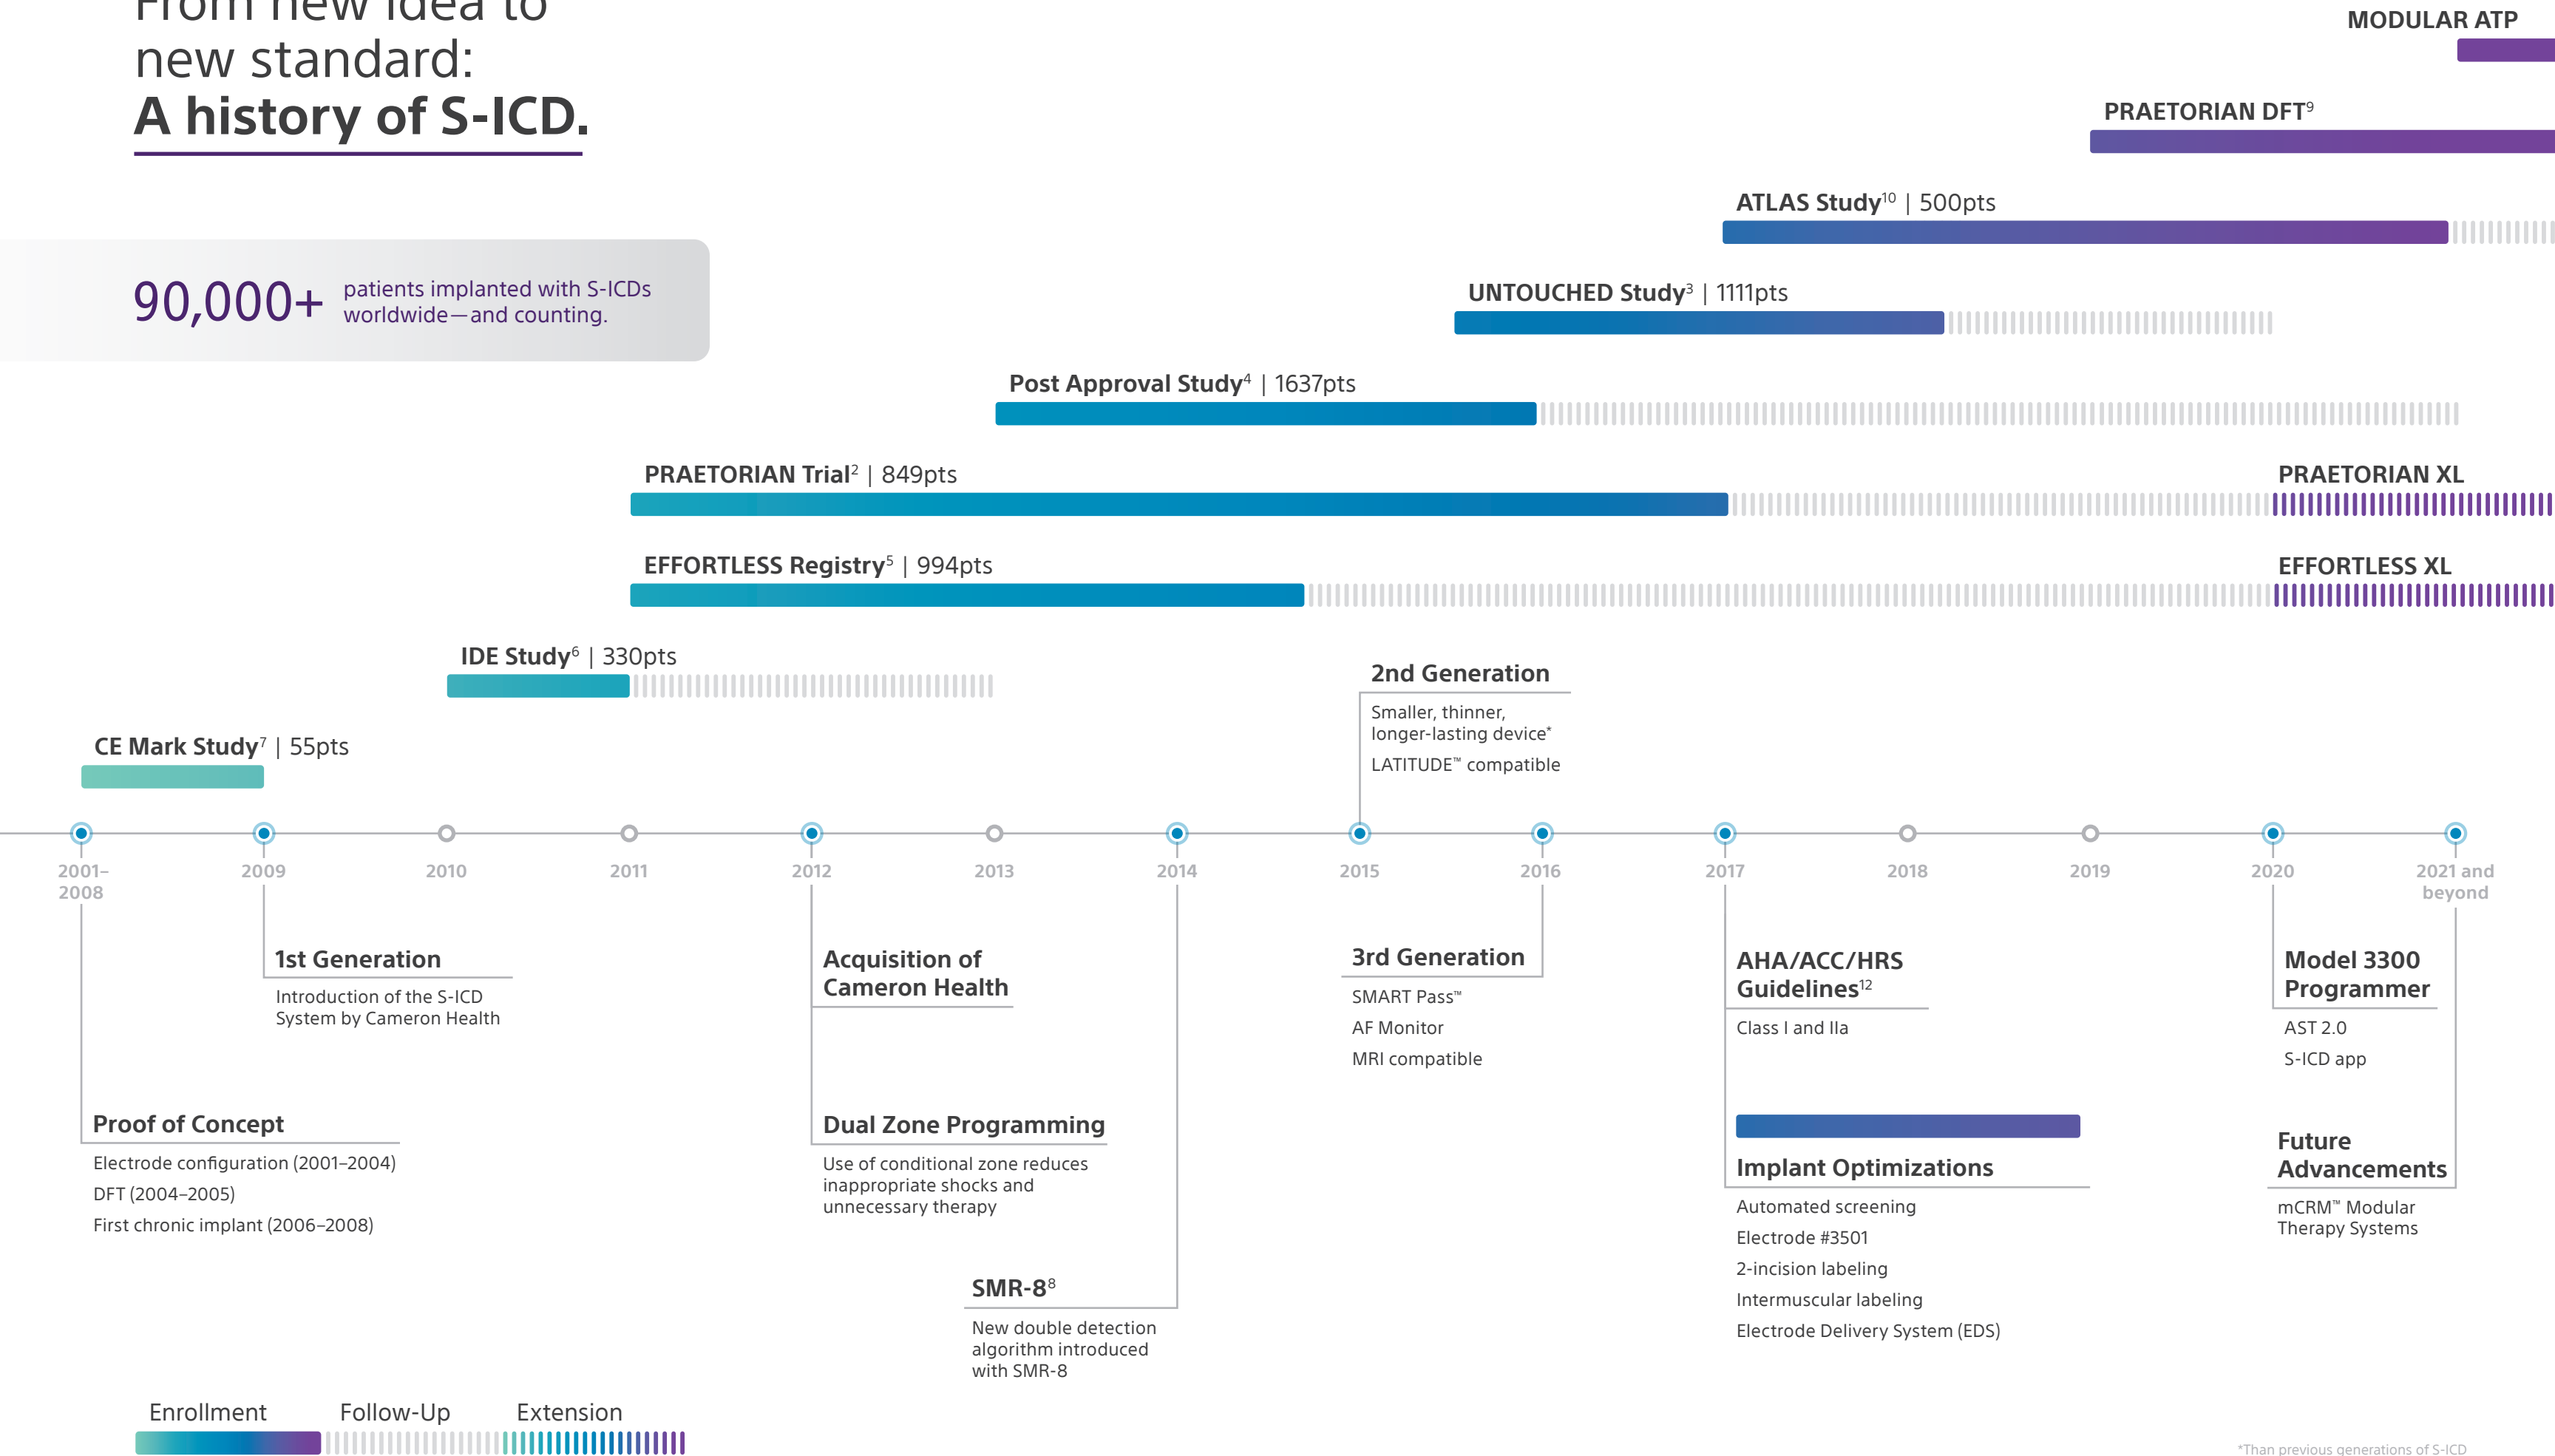 From new idea to
new standard:
A history of S-ICD.
90,000+
patients implanted with S-ICDs
worldwide—and counting.
MODULAR ATP
PRAETORIAN DFT9
ATLAS Study10 | 500pts
UNTOUCHED Study3 | 1111pts
Post Approval Study4 | 1637pts
PRAETORIAN Trial2 | 849pts
PRAETORIAN XL
EFFORTLESS Registry5 | 994pts
EFFORTLESS XL
IDE Study6 | 330pts
CE Mark Study7 | 55pts
2nd Generation
Smaller, thinner,
longer-lasting device*
LATITUDE™ compatible
2001–
2008
2009
2010
2011
2012
2013
2014
2015
2016
2017
2018
2019
2020
2021 and
beyond
1st Generation
Introduction of the S-ICD
System by Cameron Health
Proof of Concept
Electrode configuration (2001–2004)
DFT (2004–2005)
First chronic implant (2006–2008)
Acquisition of
Cameron Health
Dual Zone Programming
Use of conditional zone reduces
inappropriate shocks and
unnecessary therapy
SMR-88
New double detection
algorithm introduced
with SMR-8
3rd Generation
SMART Pass™
AF Monitor
MRI compatible
AHA/ACC/HRS
Guidelines12
Class I and IIa
Implant Optimizations
Automated screening
Electrode #3501
2-incision labeling
Intermuscular labeling
Electrode Delivery System (EDS)
Model 3300
Programmer
AST 2.0
S-ICD app
Future
Advancements
mCRM™ Modular
Therapy Systems
Enrollment
Follow-Up
Extension
*Than previous generations of S-ICD